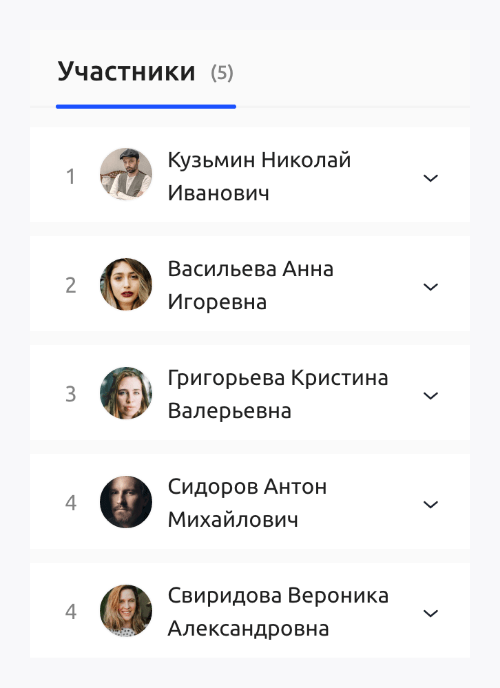 Участники (5)
1
Кузьмин Николай
Иванович
2
Васильева Анна
Игоревна
3
Григорьева Кристина
Валерьевна
4
Сидоров Антон
Михайлович
4
Свиридова Вероника
Александровна